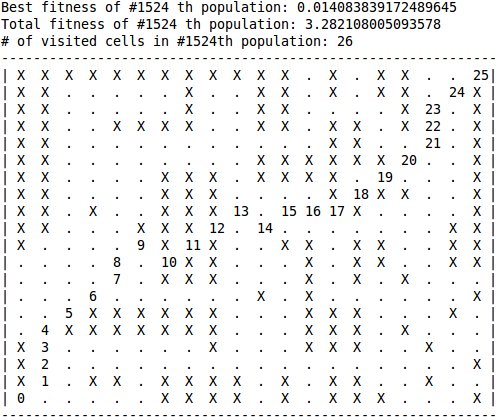 Best fitness of #1524 th population: 0.014083839172489645
Total fitness of #1524 th population: 3.282108005093578
# of visited cells in #1524th population: 26
--------------------------------------------------------------
| X X X X X X X X X X X X . X . X X . . 25|
| X X . . . . . X . . X X . X . X X . 24 X|
| X X . . . . . X . . X X . . . . X 23 . X|
| X X . . X X X X . . X X . X X . X 22 . X|
| X X . . . . . . . . . . . X X . . 21 . X|
| X X . . . . . . . . X X X X X X 20 . . X|
| X X . . . . X X X . X X X X . 19 . . . X|
| X X . . . . X X X . . . . X 18 X X . . X|
| X X . X . . X X X 13 . 15 16 17 X . . . . X|
| X X . . . X X X 12 . 14 . . . . . . . X X|
| X . . . . 9 X 11 X . . X X . X X . . X X|
| . . . . 8 . 10 X X . . . X . X X . . X X|
| . . . . 7 . X X X . . . X . X . X . . .|
| . . . 6 . . . . . . X . X . . . . . . X|
| . . 5 X X X X X X . . . X X X . . . X .|
| . 4 X X X X X X X . . . X X X . X . . .|
| X 3 . . . . . . X . . . X X X . . X . .|
| X 2 . . . . . . . . . . . . . . . . . X|
| X 1 . X X . X X X X . X . X X . . X . .|
| 0 . . . . . X X X X . X . X X X . . . X|
--------------------------------------------------------------